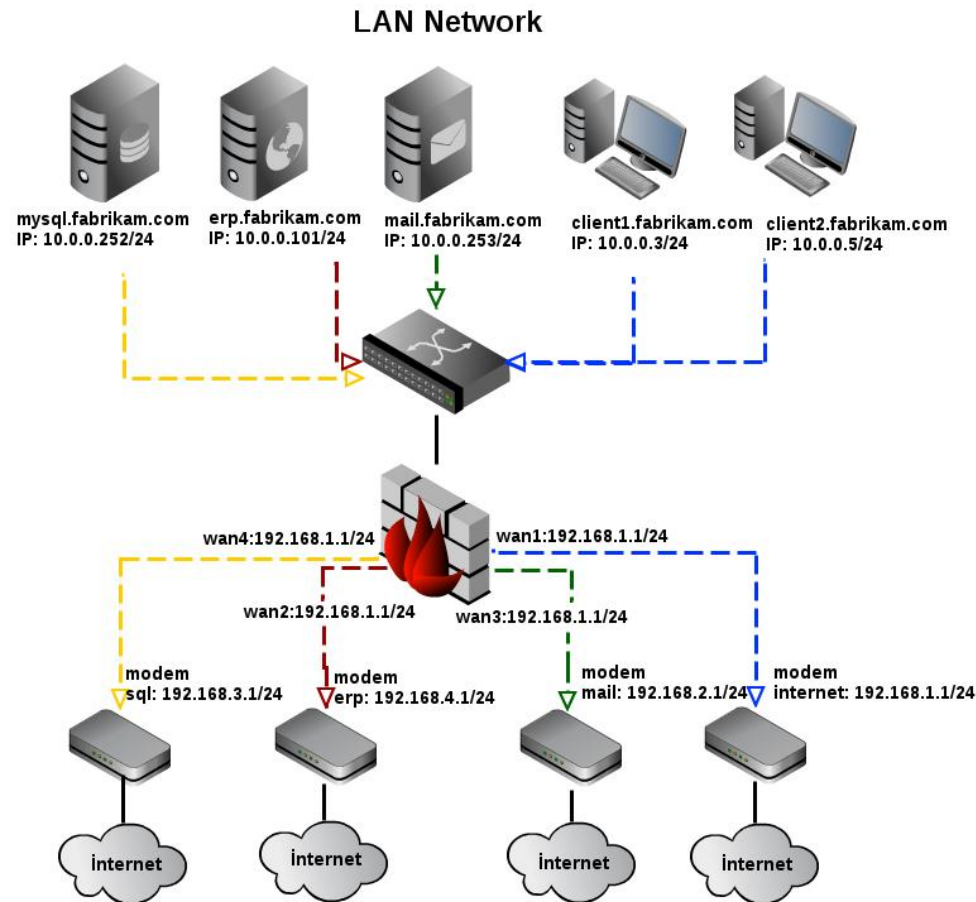 LAN Network
mysql.fabrikam.com
IP: 10.0.0.252/24
erp.fabrikam.com
IP: 10.0.0.101/24
mail.fabrikam.com
IP: 10.0.0.253/24
client1.fabrikam.com
IP: 10.0.0.3/24
client2.fabrikam.com
IP: 10.0.0.5/24
wan4:192.168.1.1/24
wan1:192.168.1.1/24
wan2:192.168.1.1/24
wan3:192.168.1.1/24
modem
sql: 192.168.3.1/24
modem
erp: 192.168.4.1/24
modem
mail: 192.168.2.1/24
modem
internet: 192.168.1.1/24
İnternet
İnternet
İnternet
İnternet